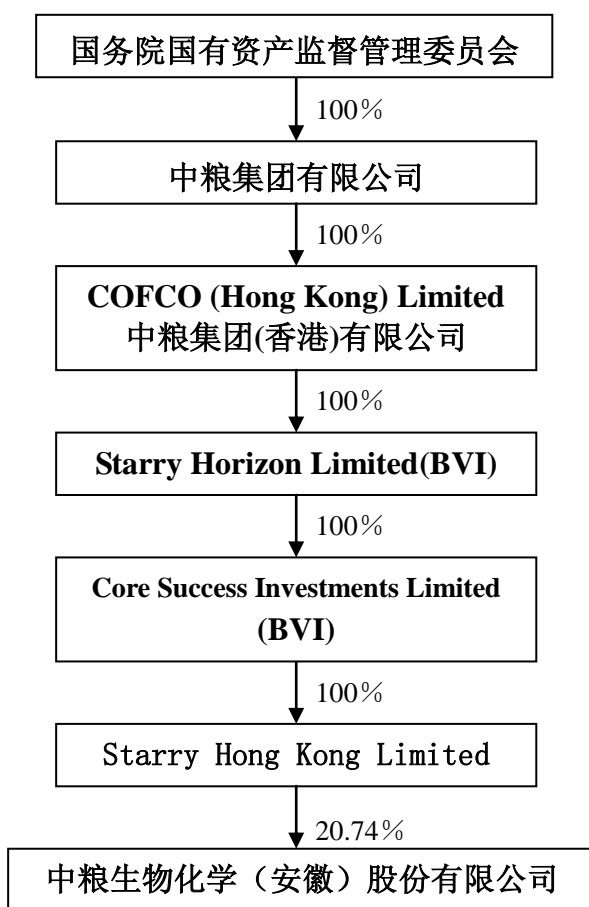 国务院国有资产监督管理委员会
100％
中粮集团有限公司
100％
COFCO (Hong Kong) Limited
中粮集团(香港)有限公司
100％
Starry Horizon Limited(BVI)
100％
Core Success Investments Limited
(BVI)
100％
Starry Hong Kong Limited
20.74％
中粮生物化学（安徽）股份有限公司